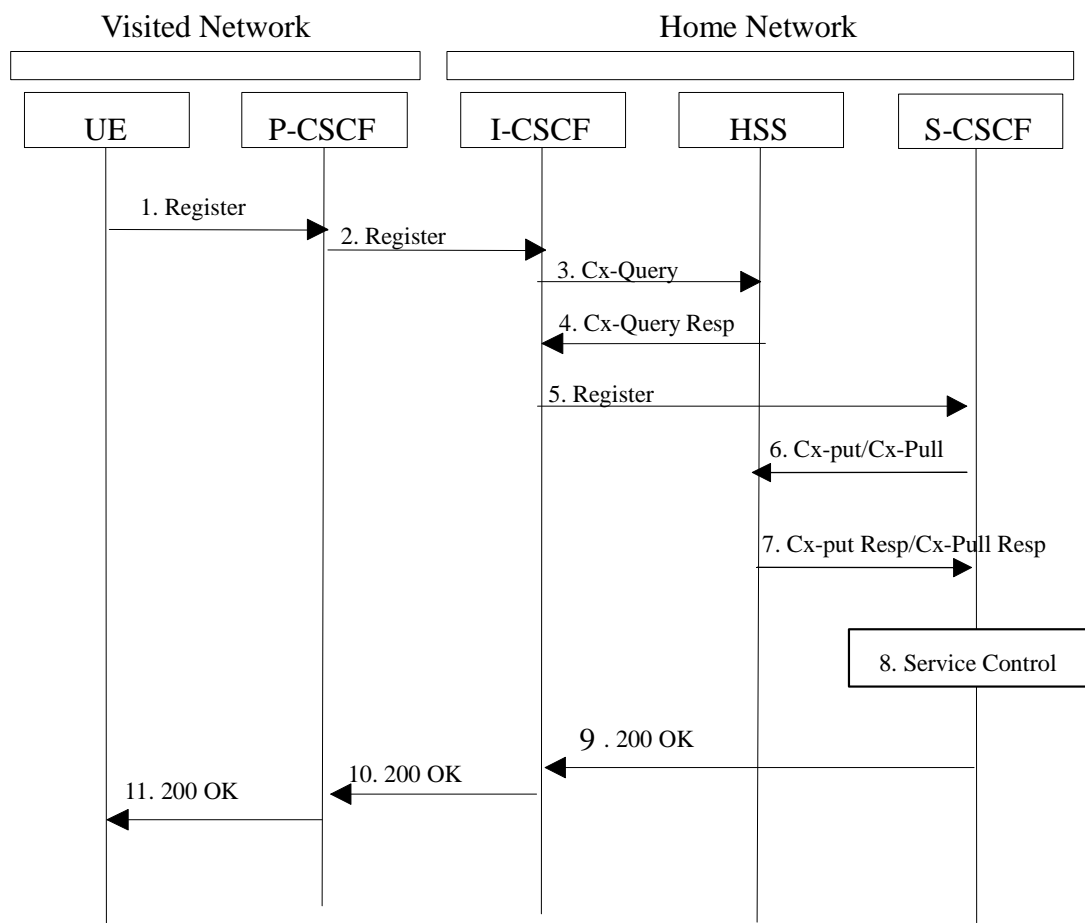 Visited Network
Home Network
UE
P-CSCF
I-CSCF
HSS
S-CSCF
1. Register
2. Register
3. Cx-Query
4. Cx-Query Resp
5. Register
6. Cx-put/Cx-Pull
7. Cx-put Resp/Cx-Pull Resp
8. Service Control
9 . 200 OK
10. 200 OK
11. 200 OK